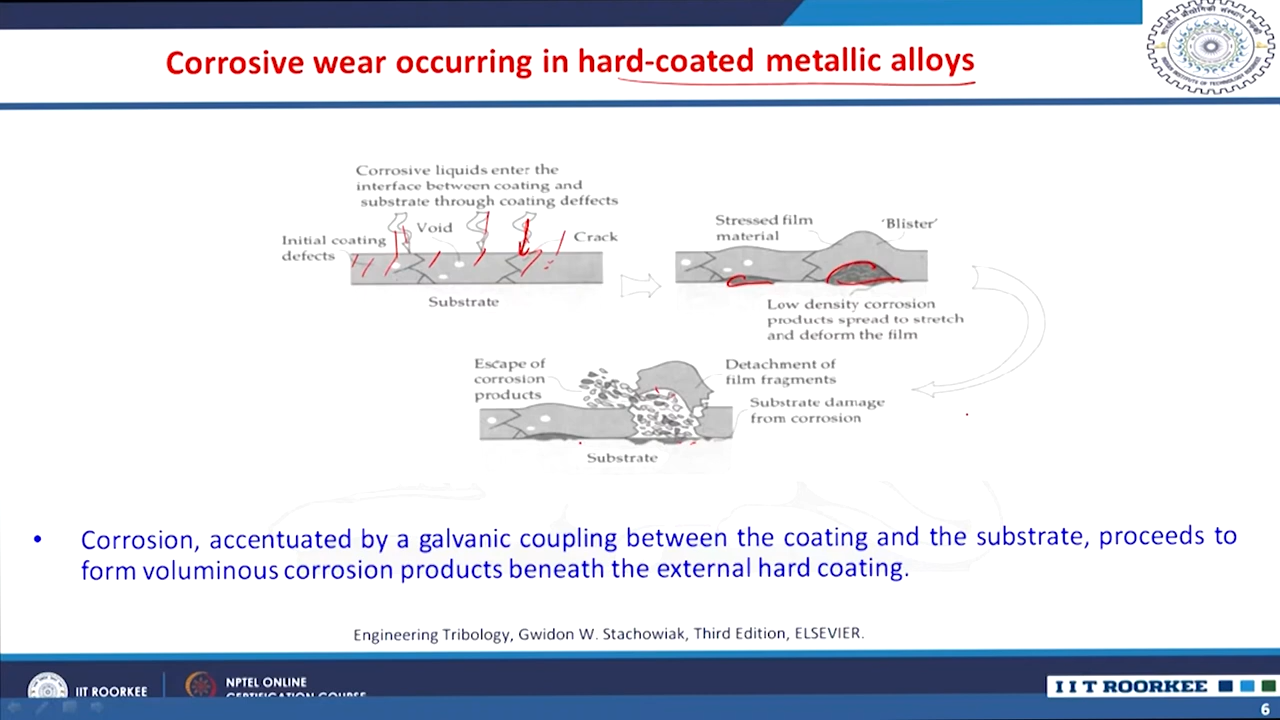 Corrosive wear occurring in hard-coated metallic alloys
Corrosive liquids enter the
interface between coating and
substrate through coating deffects
Void
Initial coating
defects
Crack
Substrate
Stressed film
material
'Blister'
Low density corrosion
products spread to stretch
and deform the film
Escape of
corrosion
products
Detachment of
film fragments
Substrate damage
from corrosion
Substrate
• Corrosion, accentuated by a galvanic coupling between the coating and the substrate, proceeds to
form voluminous corrosion products beneath the external hard coating.
Engineering Tribology, Gwidon W. Stachowiak, Third Edition, ELSEVIER.
IIT ROORKEE
NPTEL ONLINE
CERTIFICATION COURSE
IIT ROORKEE
6